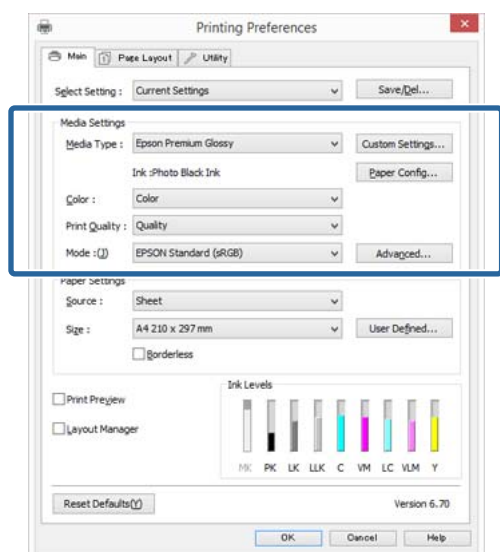 Printing Preferences
Main Page Layout Utility
Select Setting : Current Settings Save/Del...
Media Settings
Media Type : Epson Premium Glossy Custom Settings...
Ink :Photo Black Ink Paper Config...
Color : Color
Print Quality : Quality
Mode :(J) EPSON Standard (sRGB) Advanced...
Paper Settings
Source : Sheet
Size : A4 210 x 297 mm User Defined...
Borderless
Ink Levels
Print Preview
Layout Manager
MK PK LK LLK C VM LC VLM Y
Reset Defaults(Y) Version 6.70
OK Cancel Help